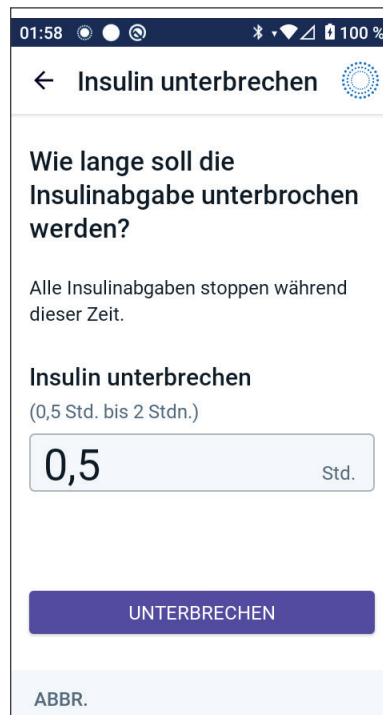 01:58 100 %
Insulin unterbrechen
Wie lange soll die
Insulinabgabe unterbrochen
werden?
Alle Insulinabgaben stoppen während
dieser Zeit.
Insulin unterbrechen
(0,5 Std. bis 2 Stdn.)
0,5 Std.
UNTERBRECHEN
ABBR.